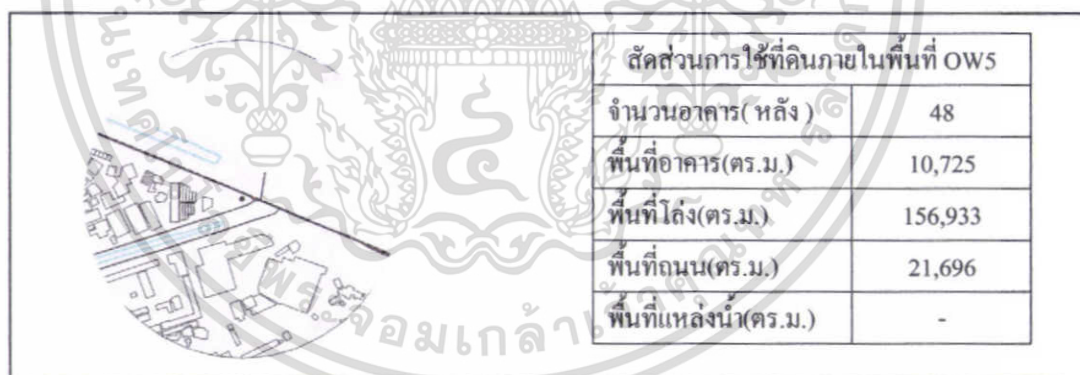 สัดส่วนการใช้ที่ดินภายในพื้นที่ OW5
จำนวนอาคาร( หลัง ) 48
พื้นที่อาคาร(ตร.ม.) 10,725
พื้นที่โล่ง(ตร.ม.) 156,933
พื้นที่ถนน(ตร.ม.) 21,696
พื้นที่แหล่งน้ำ(ตร.ม.) -